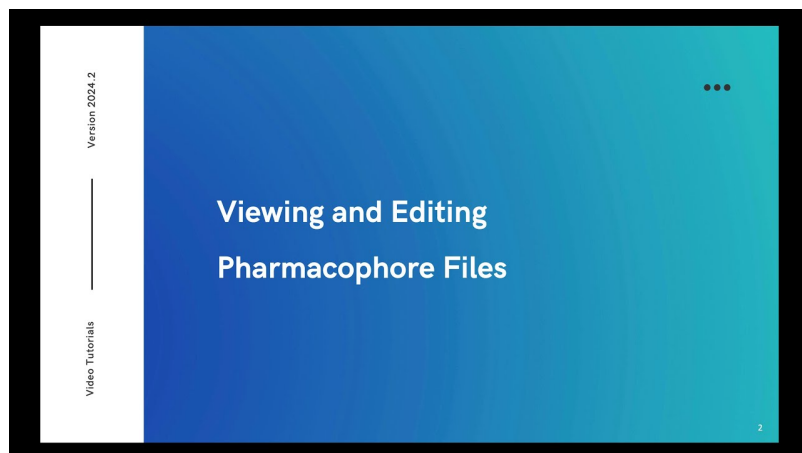 Version 2024.2
Video Tutorials
Viewing and Editing
Pharmacophore Files
2